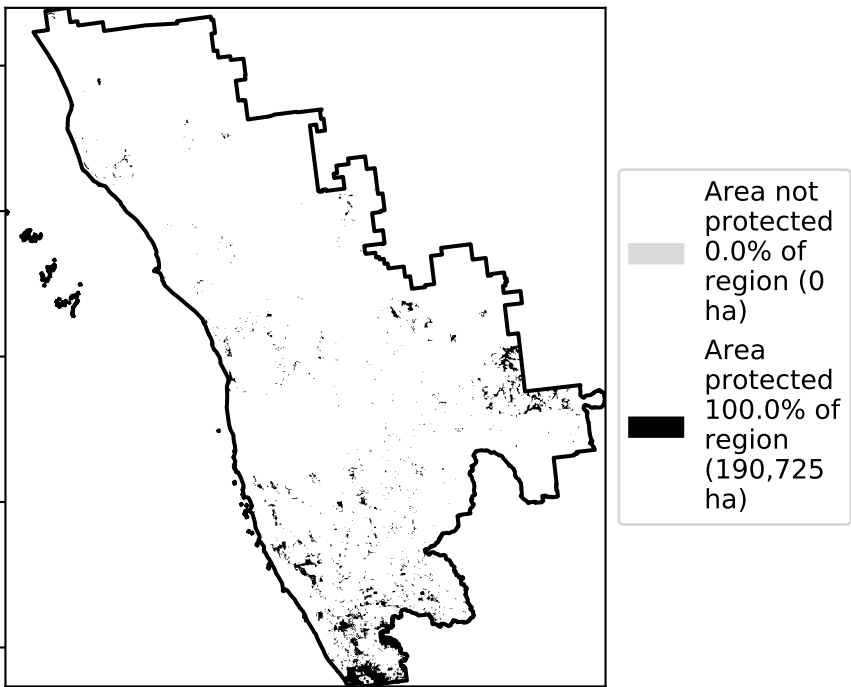 Area not
protected
0.0% of
region (0
ha)
Area
protected
100.0% of
region
(190,725
ha)